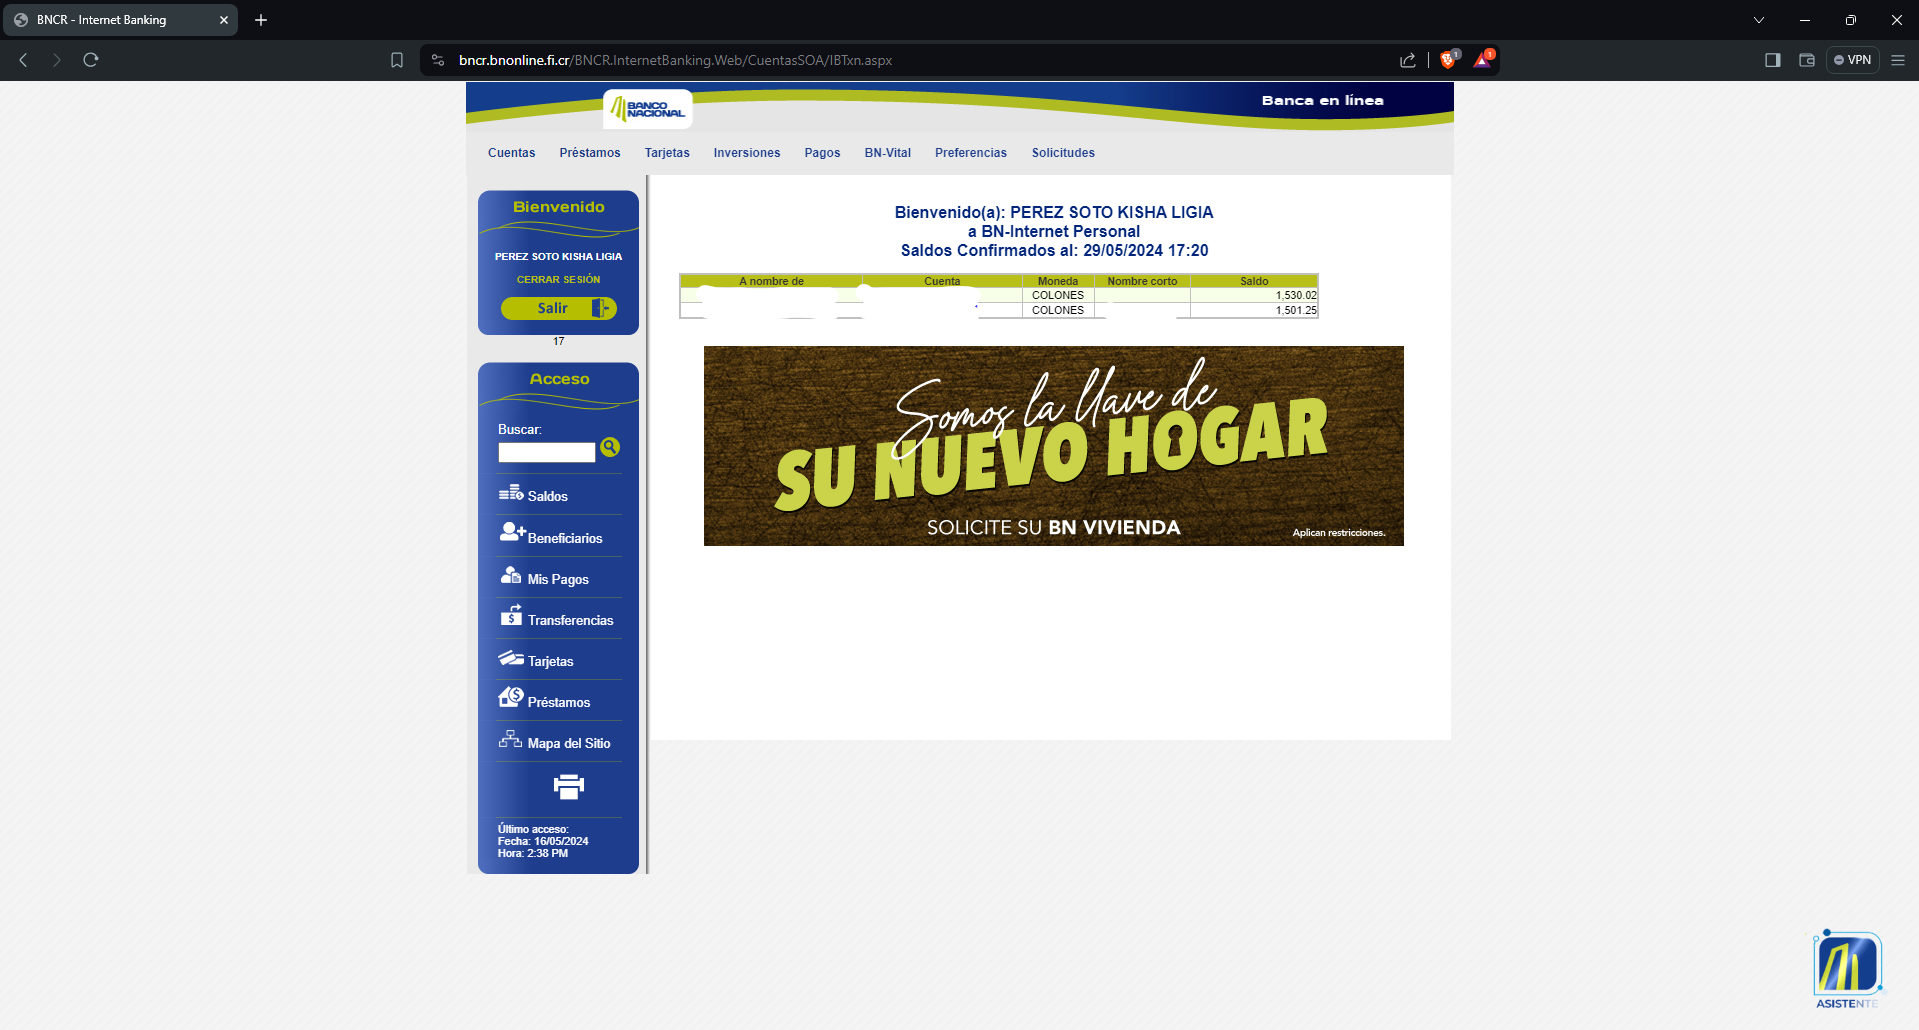 BNCR - Internet Banking
bncr.bnonline.fi.cr/BNCR.InternetBanking.Web/CuentasSOA/IBTxn.aspx
1
1
VPN
BANCO
NACIONAL
Banca en línea
Cuentas Préstamos Tarjetas Inversiones Pagos BN-Vital Preferencias Solicitudes
Bienvenido
PEREZ SOTO KISHA LIGIA
CERRAR SESIÓN
Salir
17
Acceso
Buscar:
Saldos
Beneficiarios
Mis Pagos
Transferencias
Tarjetas
Préstamos
Mapa del Sitio
Último acceso:
Fecha: 16/05/2024
Hora: 2:38 PM
Bienvenido(a): PEREZ SOTO KISHA LIGIA
a BN-Internet Personal
Saldos Confirmados al: 29/05/2024 17:20
A nombre de Cuenta Moneda Nombre corto Saldo
COLONES 1,530.02
COLONES 1,501.25
Somos la llave de
SU NUEVO HOGAR
SOLICITE SU BN VIVIENDA
Aplican restricciones.
ASISTENTE